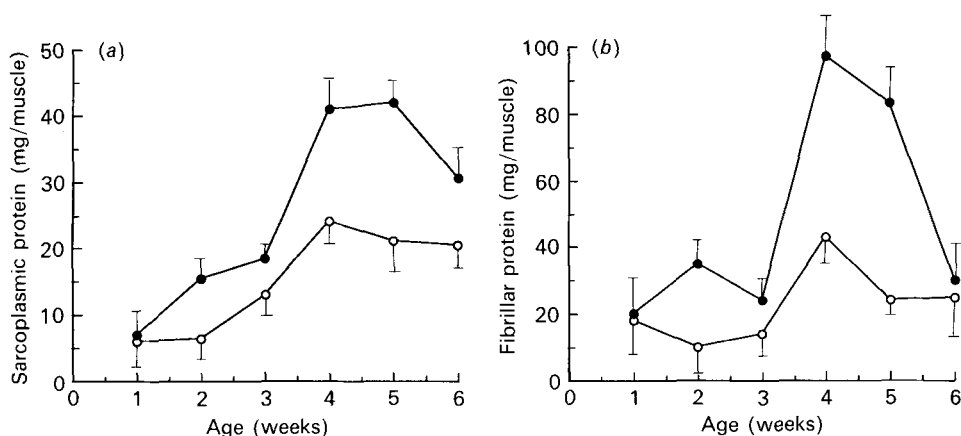 (a)
Sarcoplasmic protein (mg/muscle)
50
40
30
20
10
0
0 1 2 3 4 5 6
Age (weeks)
(b)
Fibrillar protein (mg/muscle)
100
80
60
40
20
0
0 1 2 3 4 5 6
Age (weeks)